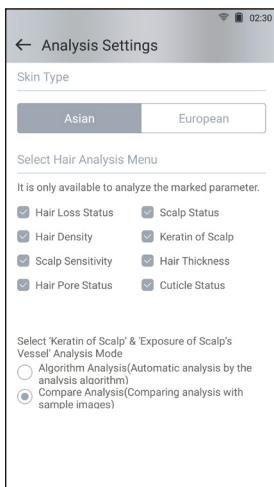 02:30
Analysis Settings
Skin Type
Asian European
Select Hair Analysis Menu
It is only available to analyze the marked parameter.
Hair Loss Status Scalp Status
Hair Density Keratin of Scalp
Scalp Sensitivity Hair Thickness
Hair Pore Status Cuticle Status
Select 'Keratin of Scalp' & 'Exposure of Scalp's
Vessel' Analysis Mode
Algorithm Analysis(Automatic analysis by the
analysis algorithm)
Compare Analysis(Comparing analysis with
sample images)